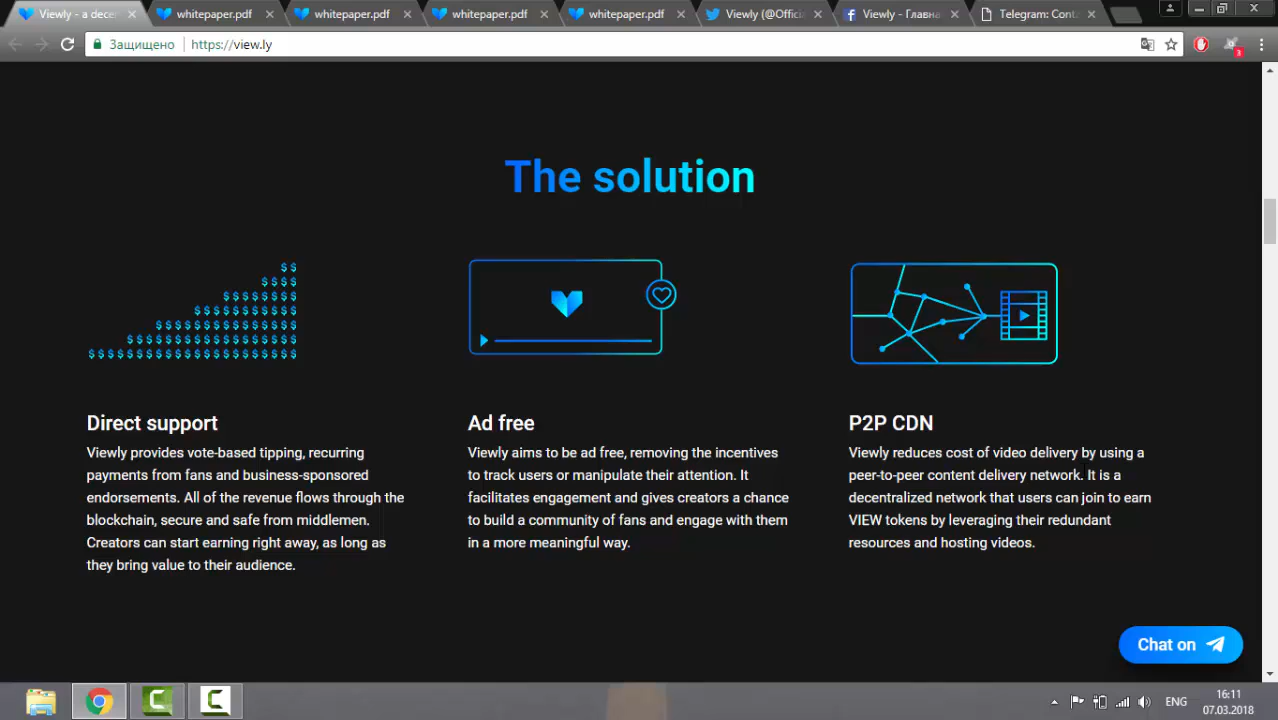 Viewly - a dece
whitepaper.pdf
whitepaper.pdf
whitepaper.pdf
whitepaper.pdf
Viewly (@Offici
Viewly - Главна
Telegram: Cont
Защищено
https://view.ly
3
The solution
Direct support
Viewly provides vote-based tipping, recurring
payments from fans and business-sponsored
endorsements. All of the revenue flows through the
blockchain, secure and safe from middlemen.
Creators can start earning right away, as long as
they bring value to their audience.
Ad free
Viewly aims to be ad free, removing the incentives
to track users or manipulate their attention. It
facilitates engagement and gives creators a chance
to build a community of fans and engage with them
in a more meaningful way.
P2P CDN
Viewly reduces cost of video delivery by using a
peer-to-peer content delivery network. It is a
decentralized network that users can join to earn
VIEW tokens by leveraging their redundant
resources and hosting videos.
Chat on
ENG
16:11
07.03.2018